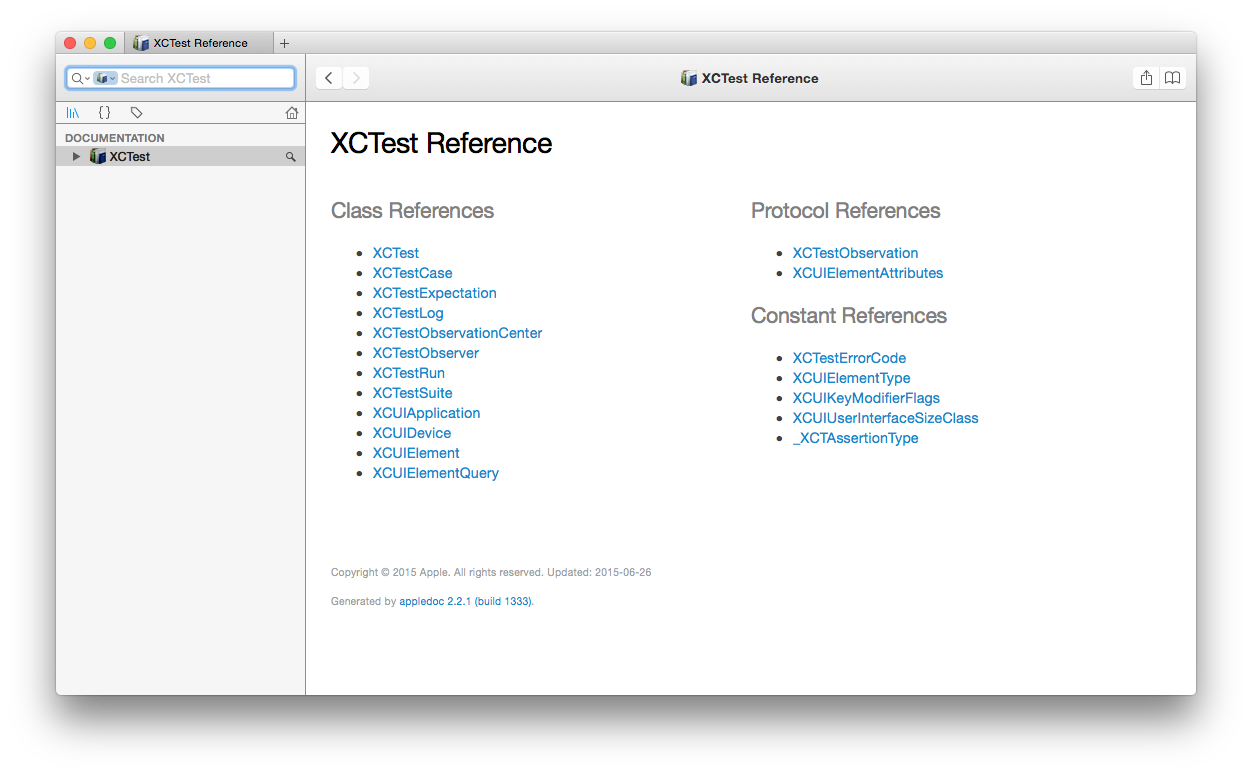 XCTest Reference
Search XCTest
XCTest Reference
{}
DOCUMENTATION
XCTest
XCTest Reference
Class References
XCTest
XCTestCase
XCTestExpectation
XCTestLog
XCTestObservationCenter
XCTestObserver
XCTestRun
XCTestSuite
XCUIApplication
XCUIDevice
XCUIElement
XCUIElementQuery
Protocol References
XCTestObservation
XCUIElementAttributes
Constant References
XCTestErrorCode
XCUIElementType
XCUIKeyModifierFlags
XCUIUserInterfaceSizeClass
_XCTAssertionType
Copyright © 2015 Apple. All rights reserved. Updated: 2015-06-26
Generated by appledoc 2.2.1 (build 1333).